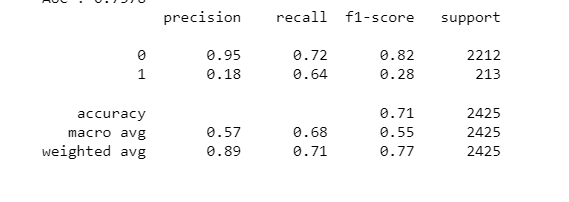 precision recall f1-score support
0 0.95 0.72 0.82 2212
1 0.18 0.64 0.28 213
accuracy 0.71 2425
macro avg 0.57 0.68 0.55 2425
weighted avg 0.89 0.71 0.77 2425